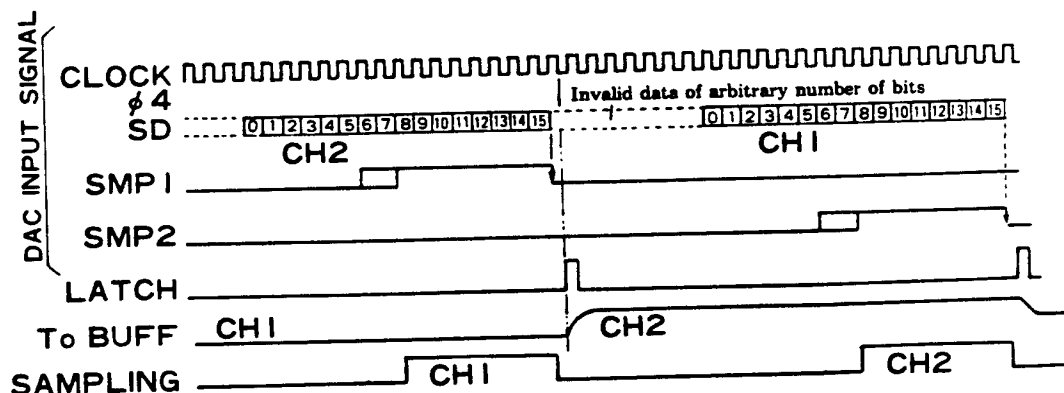 DAC INPUT SIGNAL
CLOCK
φ4
Invalid data of arbitrary number of bits
SD 0 1 2 3 4 5 6 7 8 9 10 11 12 13 14 15 0 1 2 3 4 5 6 7 8 9 10 11 12 13 14 15
CH2 CH1
SMP1
SMP2
LATCH
To BUFF CH1 CH2
SAMPLING CH1 CH2